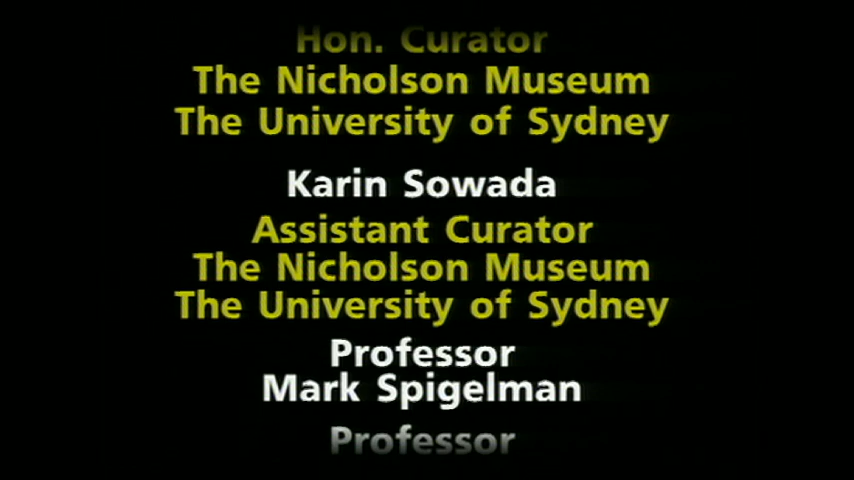 Hon. Curator
The Nicholson Museum
The University of Sydney
Karin Sowada
Assistant Curator
The Nicholson Museum
The University of Sydney
Professor
Mark Spigelman
Professor